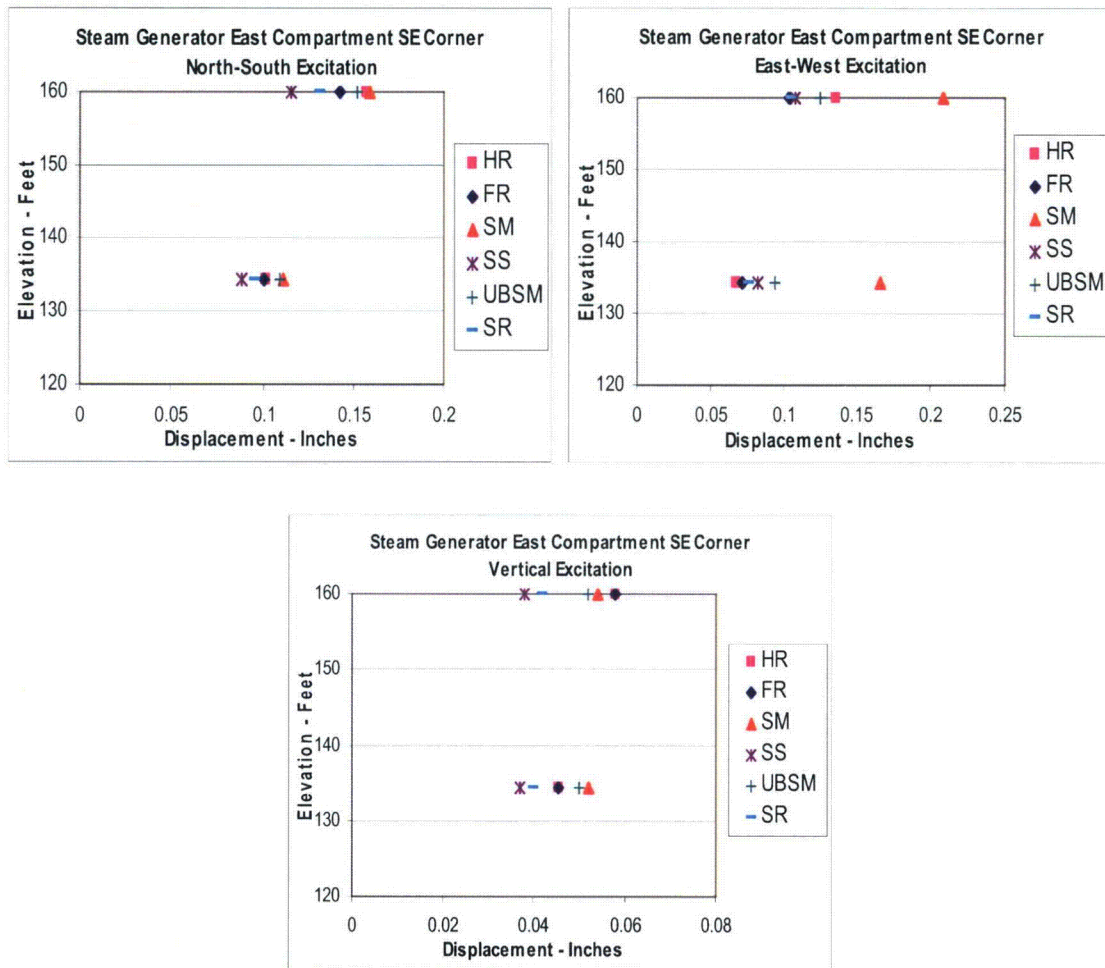 Steam Generator East Compartment SE Corner
North-South Excitation
160
150
140
130
120
Elevation - Feet
0 0.05 0.1 0.15 0.2
Displacement - Inches
HR
FR
SM
SS
UBSM
SR
Steam Generator East Compartment SE Corner
East-West Excitation
160
150
140
130
120
Elevation - Feet
0 0.05 0.1 0.15 0.2 0.25
Displacement - Inches
HR
FR
SM
SS
UBSM
SR
Steam Generator East Compartment SE Corner
Vertical Excitation
160
150
140
130
120
Elevation - Feet
0 0.02 0.04 0.06 0.08
Displacement - Inches
HR
FR
SM
SS
UBSM
SR